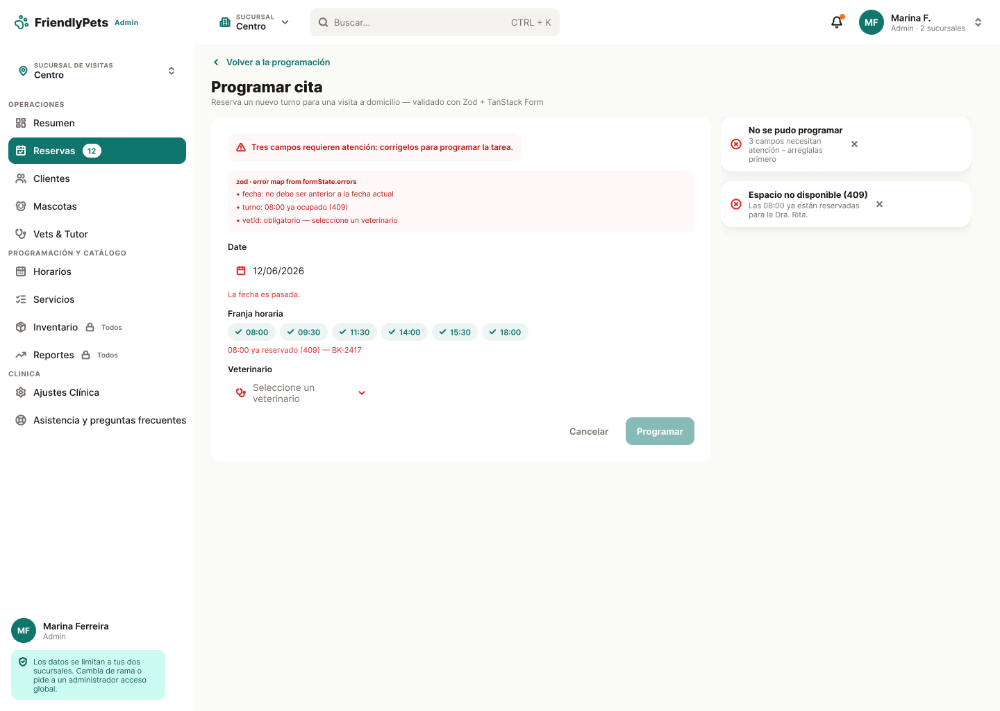 FriendlyPets Admin
SUCURSAL
Centro
Buscar...
CTRL + K
MF
Marina F.
Admin · 2 sucursales
SUCURSAL DE VISITAS
Centro
OPERACIONES
Resumen
Reservas 12
Clientes
Mascotas
Vets & Tutor
PROGRAMACIÓN Y CATÁLOGO
Horarios
Servicios
Inventario Todos
Reportes Todos
CLINICA
Ajustes Clínica
Asistencia y preguntas frecuentes
MF
Marina Ferreira
Admin
Los datos se limitan a tus dos
sucursales. Cambia de rama o
pide a un administrador acceso
global.
Volver a la programación
Programar cita
Reserva un nuevo turno para una visita a domicilio — validado con Zod + TanStack Form
Tres campos requieren atención: corrígelos para programar la tarea.
zod · error map from formState.errors
• fecha: no debe ser anterior a la fecha actual
• turno: 08:00 ya ocupado (409)
• vetId: obligatorio — seleccione un veterinario
Date
12/06/2026
La fecha es pasada.
Franja horaria
08:00 09:30 11:30 14:00 15:30 18:00
08:00 ya reservado (409) — BK-2417
Veterinario
Seleccione un
veterinario
Cancelar
Programar
No se pudo programar
3 campos necesitan
atención - arreglalas
primero
Espacio no disponible (409)
Las 08:00 ya están reservadas
para la Dra. Rita.